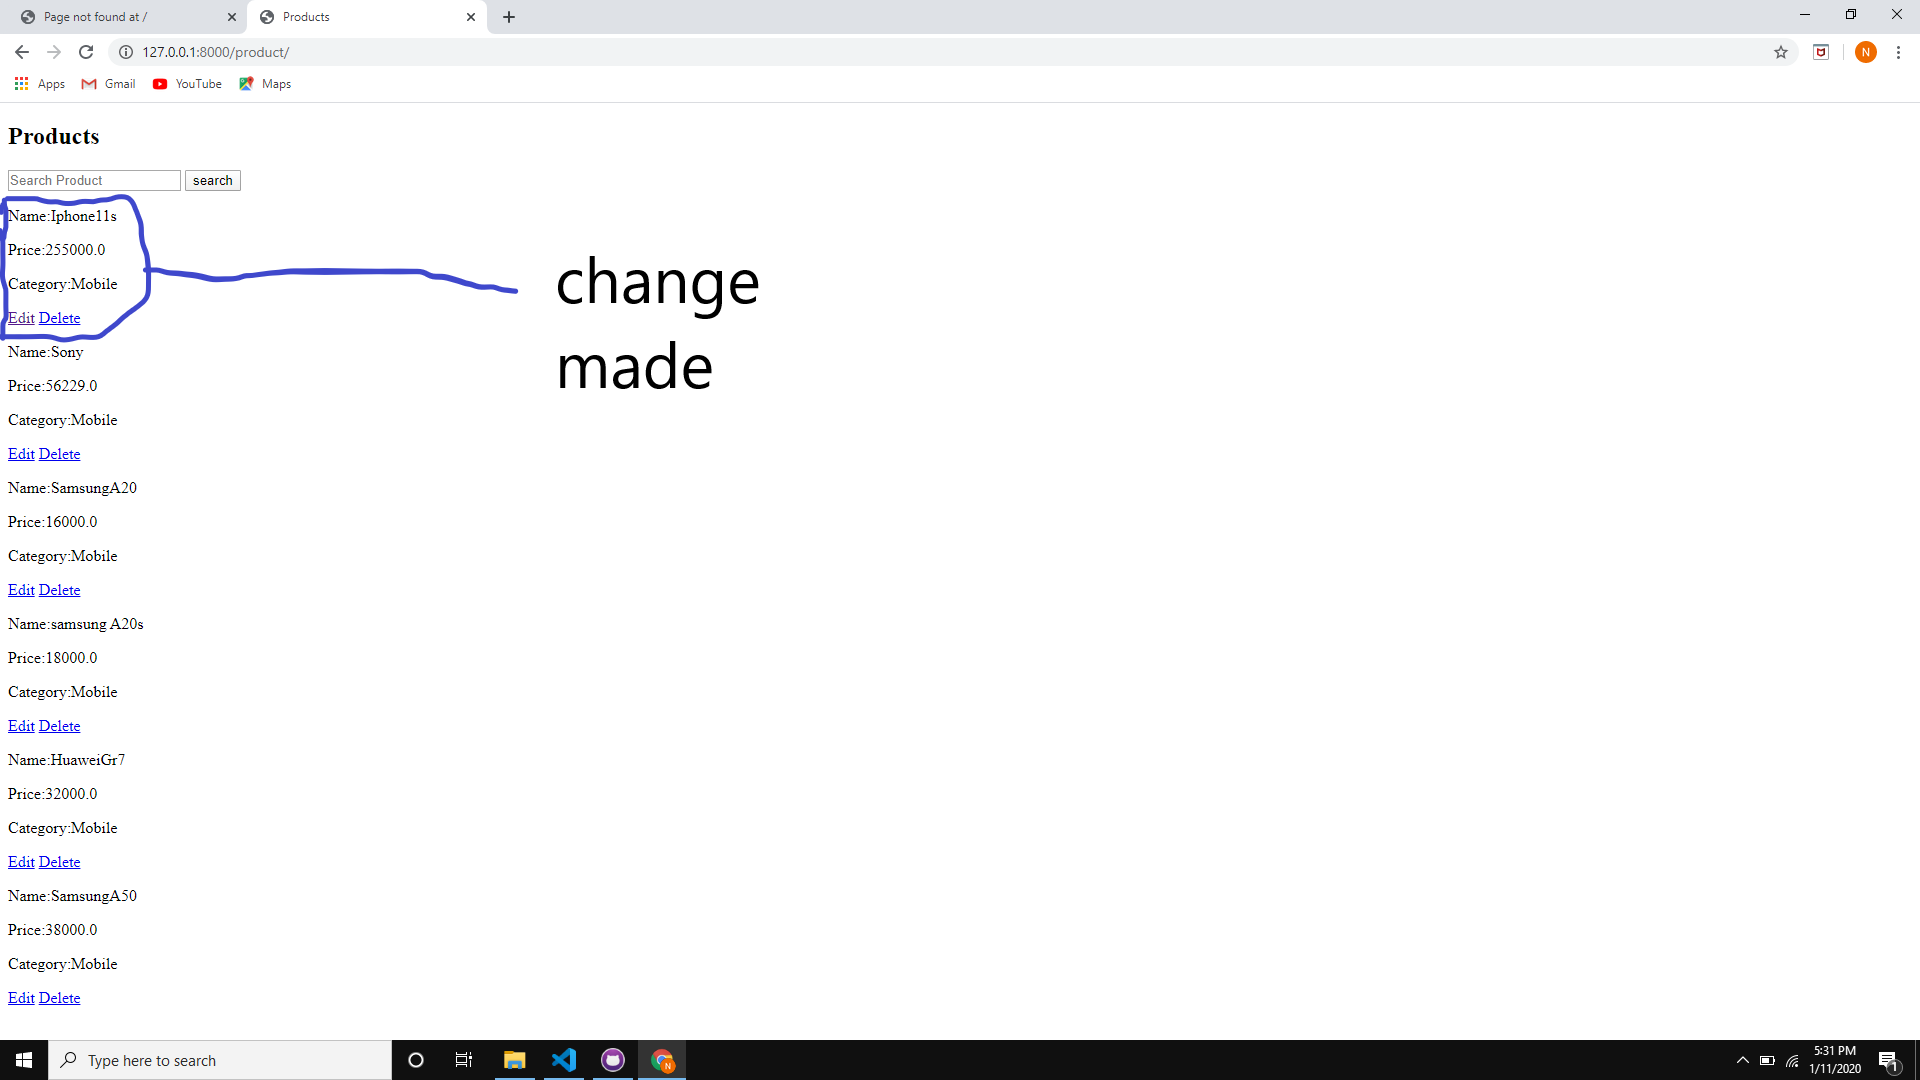 Page not found at /
Products
127.0.0.1:8000/product/
N
Apps
Gmail
YouTube
Maps
Products
Search Product
search
Name:Iphone11s
Price:255000.0
Category:Mobile
Edit Delete
change
made
Name:Sony
Price:56229.0
Category:Mobile
Edit Delete
Name:SamsungA20
Price:16000.0
Category:Mobile
Edit Delete
Name:samsung A20s
Price:18000.0
Category:Mobile
Edit Delete
Name:HuaweiGr7
Price:32000.0
Category:Mobile
Edit Delete
Name:SamsungA50
Price:38000.0
Category:Mobile
Edit Delete
Type here to search
N
5:31 PM
1/11/2020
1